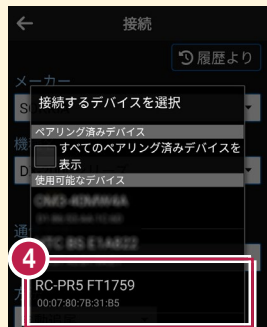 ← 接続
履歴より
メーカー
接続するデバイスを選択
ペアリング済みデバイス
すべてのペアリング済みデバイスを
表示
使用可能なデバイス
4
RC-PR5 FT1759
00:07:80:7B:31:B5